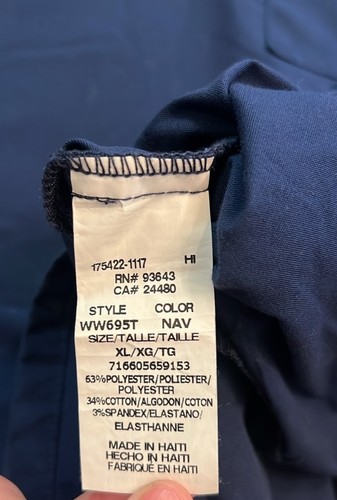 175422-1117 HI
RN# 93643
CA# 24480
STYLE COLOR
WW695T NAV
SIZE/TALLE/TAILLE
XL/XG/TG
716605659153
63%POLYESTER/POLIESTER/
POLYESTER
34%COTTON/ALGODON/COTON
3%SPANDEX/ELASTANO/
ELASTHANNE
MADE IN HAITI
HECHO IN HAITI
FABRIQUÉ EN HAITI